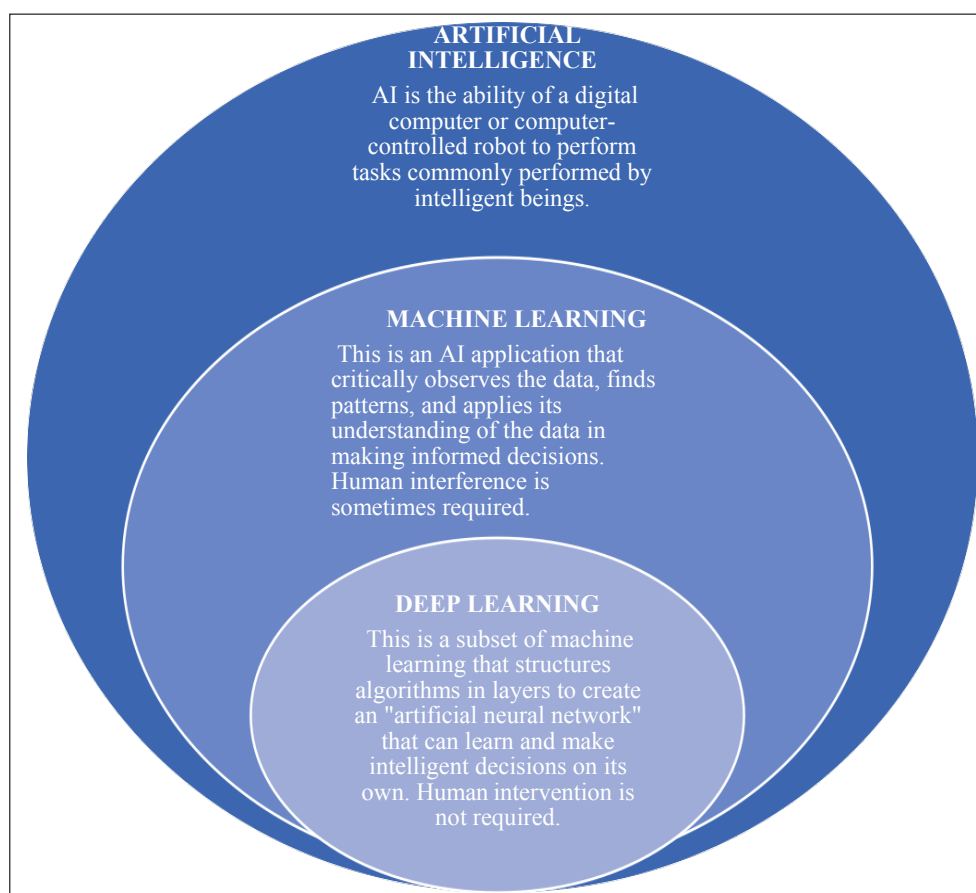 ARTIFICIAL
INTELLIGENCE
AI is the ability of a digital
computer or computer-
controlled robot to perform
tasks commonly performed by
intelligent beings.
MACHINE LEARNING
This is an AI application that
critically observes the data, finds
patterns, and applies its
understanding of the data in
making informed decisions.
Human interference is
sometimes required.
DEEP LEARNING
This is a subset of machine
learning that structures
algorithms in layers to create
an "artificial neural network"
that can learn and make
intelligent decisions on its
own. Human intervention is
not required.